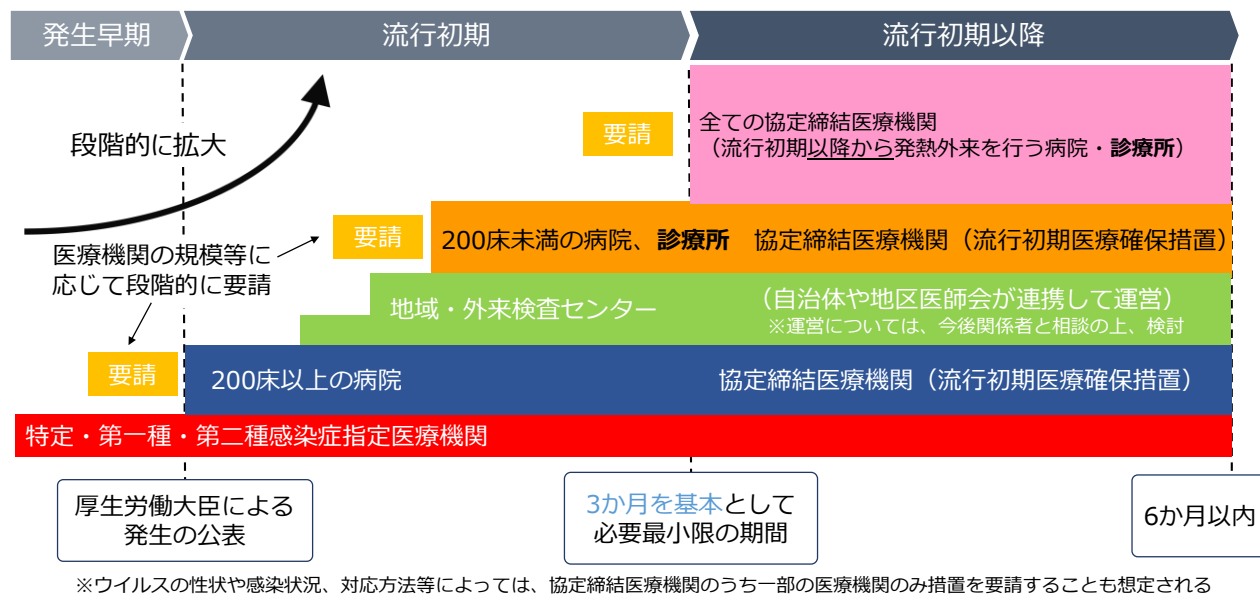 発生早期
流行初期
流行初期以降
段階的に拡大
要請
全ての協定締結医療機関
（流行初期以降から発熱外来を行う病院・診療所）
医療機関の規模等に
応じて段階的に要請
要請
200床未満の病院、診療所　協定締結医療機関（流行初期医療確保措置）
地域・外来検査センター
（自治体や地区医師会が連携して運営）
※運営については、今後関係者と相談の上、検討
要請
200床以上の病院
協定締結医療機関（流行初期医療確保措置）
特定・第一種・第二種感染症指定医療機関
厚生労働大臣による
発生の公表
3か月を基本として
必要最小限の期間
6か月以内
※ウイルスの性状や感染状況、対応方法等によっては、協定締結医療機関のうち一部の医療機関のみ措置を要請することも想定される